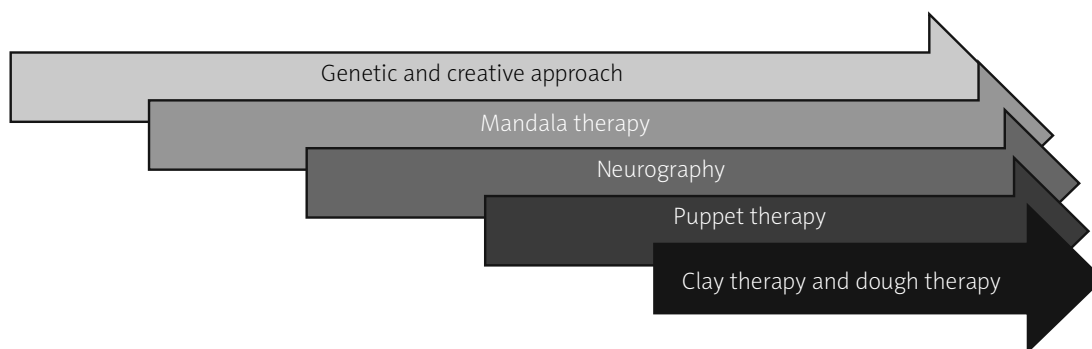 Genetic and creative approach
Mandala therapy
Neurography
Puppet therapy
Clay therapy and dough therapy